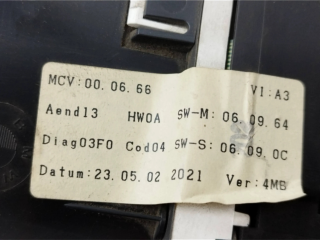 MCV:00.06.66 V1:A3
Aend13 HW0A SW-M:06.09.64
Diag03F0 Cod04 SW-S:06.09.0C
Datum:23.05.02 2021 Ver:4MB